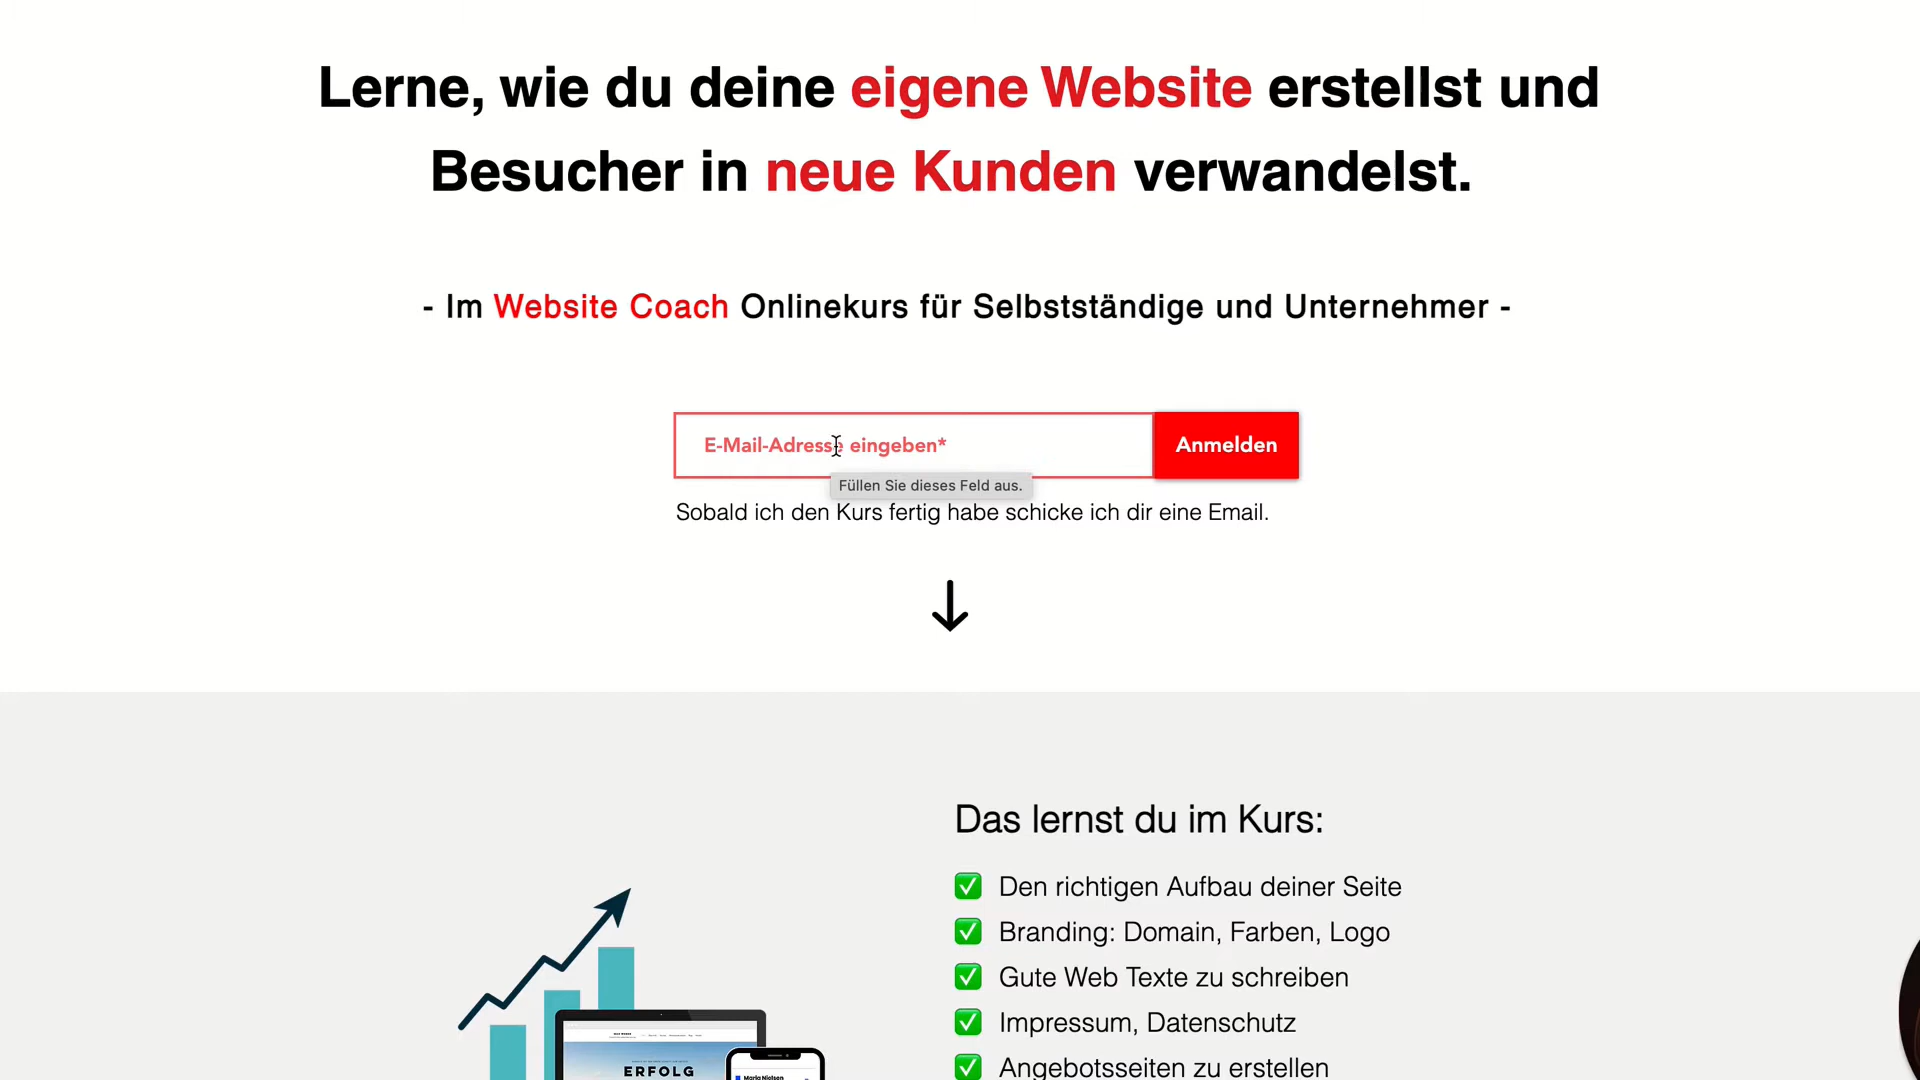 Lerne, wie du deine eigene Website erstellst und
Besucher in neue Kunden verwandelst.
- Im Website Coach Onlinekurs für Selbstständige und Unternehmer -
E-Mail-Adresse eingeben*
Anmelden
Füllen Sie dieses Feld aus.
Sobald ich den Kurs fertig habe schicke ich dir eine Email.
Das lernst du im Kurs:
Den richtigen Aufbau deiner Seite
Branding: Domain, Farben, Logo
Gute Web Texte zu schreiben
Impressum, Datenschutz
Angebotsseiten zu erstellen
ERFOLG
Maria Nielsen